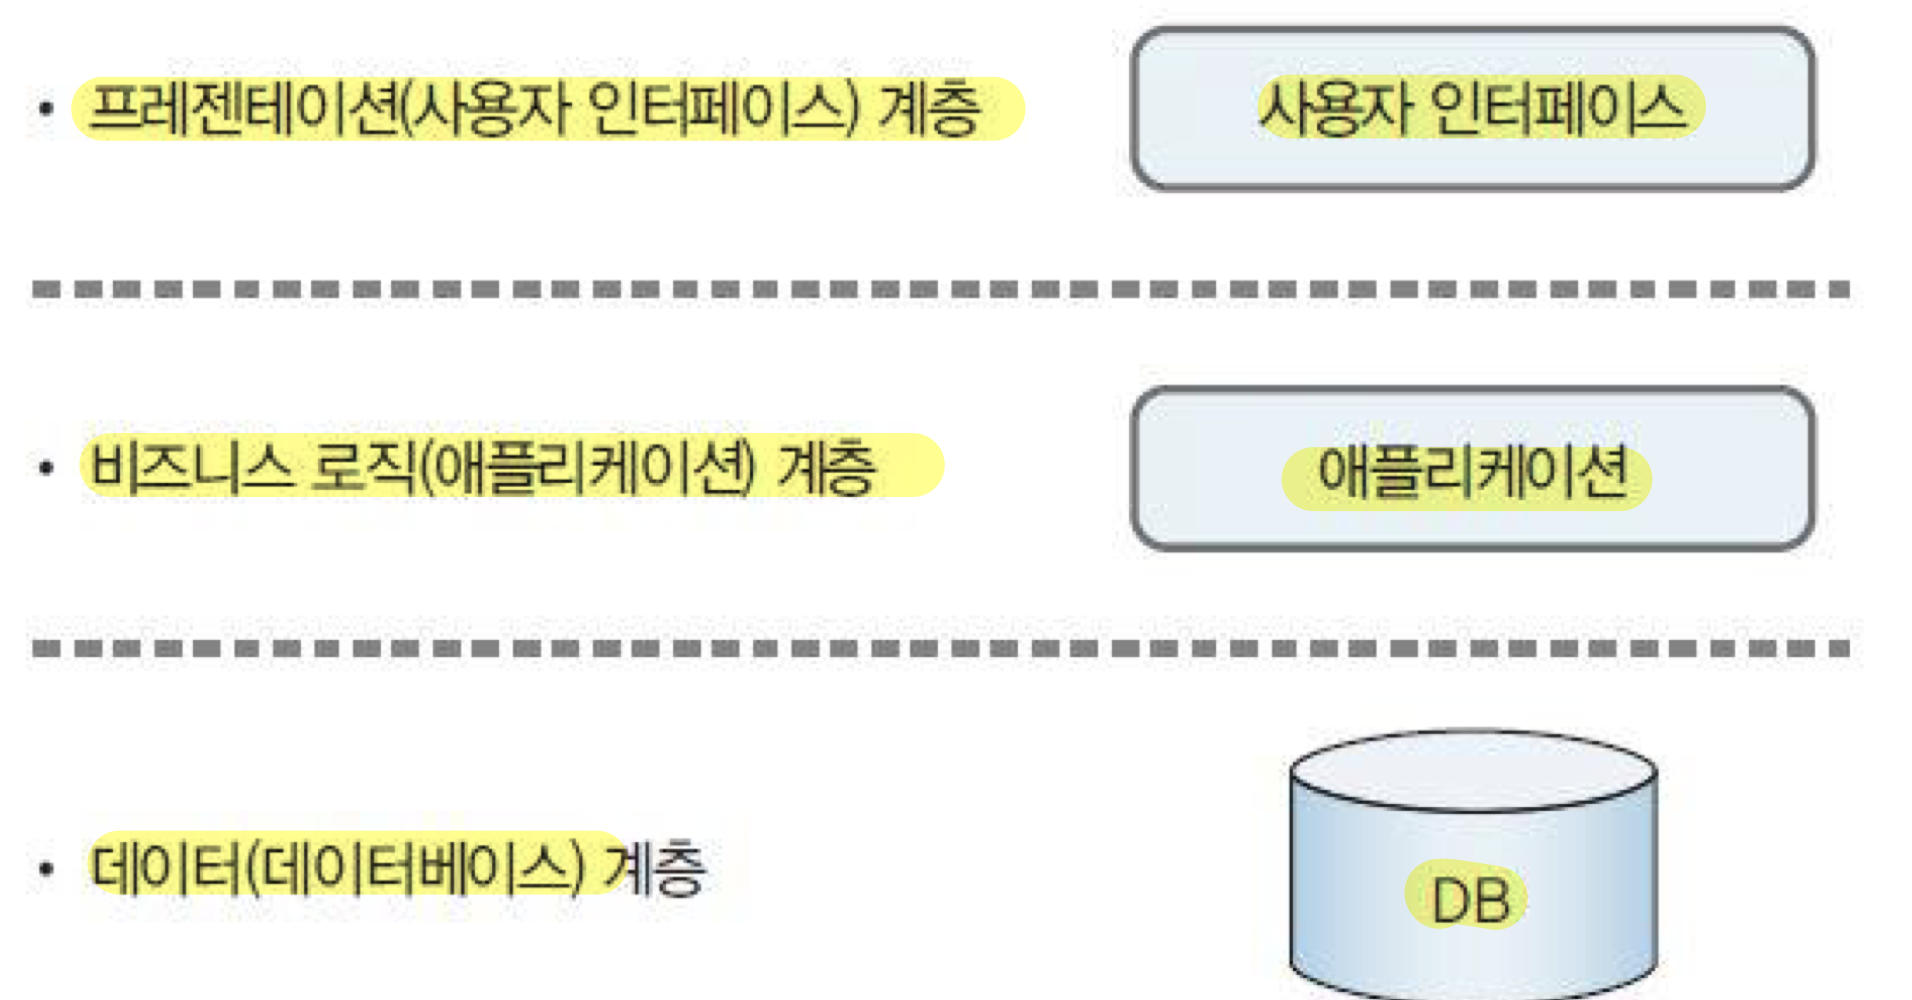 • 프레젠테이션(사용자 인터페이스) 계층
사용자 인터페이스
• 비즈니스 로직(애플리케이션) 계층
애플리케이션
• 데이터(데이터베이스) 계층
DB